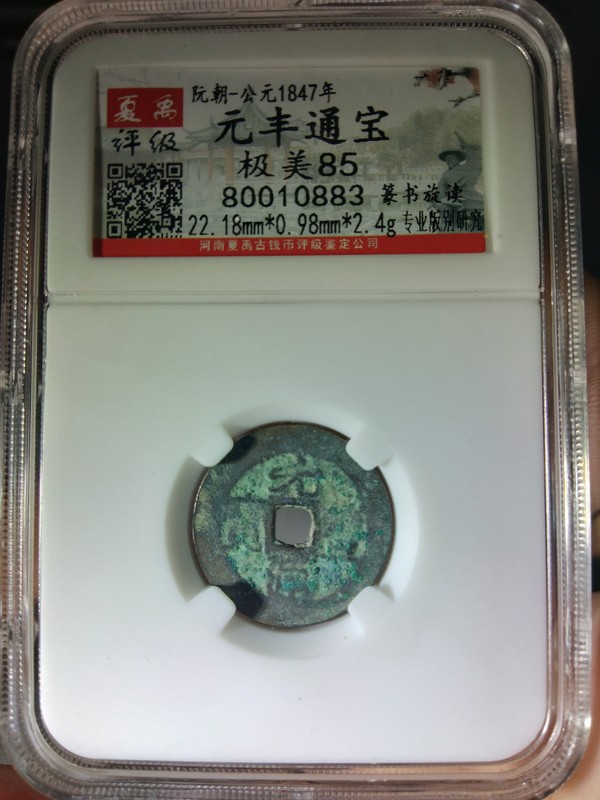 夏禹
评级
阮朝-公元1847年
元丰通宝
极美85
80010883 篆书旋读
22.18mm*0.98mm*2.4g 专业版别研究
河南夏禹古钱币评级鉴定公司
元